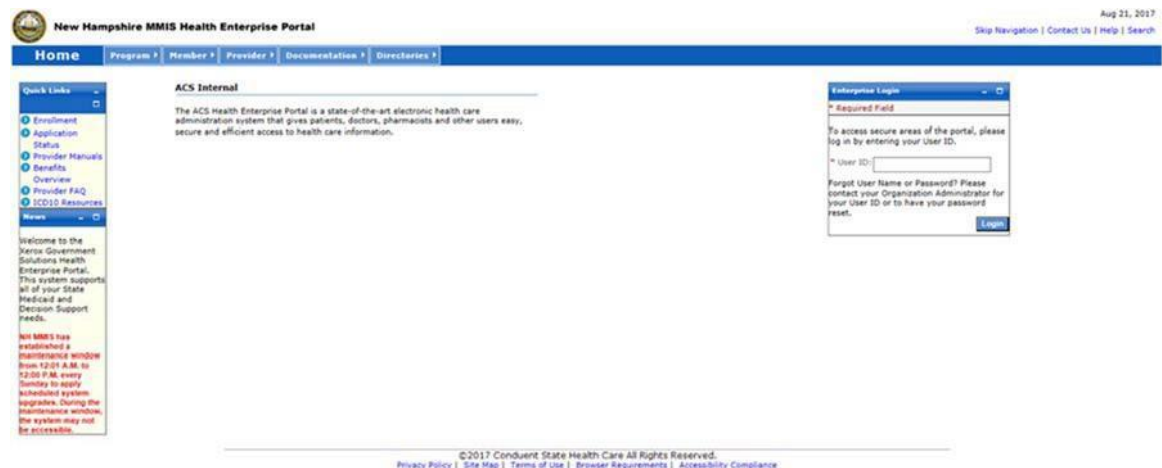 Aug 21, 2017
New Hampshire MMIS Health Enterprise Portal
Skip Navigation | Contact Us | Help | Search
Home Program Member Provider Documentation Directories
Quick Links
Enrollment
Application
Status
Provider Manuals
Benefits
Overview
Provider FAQ
ICD10 Resources
News
Welcome to the
Xerox Government
Solutions Health
Enterprise Portal.
This system supports
all of your State
Medicaid and
Decision Support
needs.
NH MMIS has
established a
maintenance window
from 12:01 A.M. to
12:00 P.M. every
Sunday to apply
scheduled system
upgrades. During the
maintenance window,
the system may not
be accessible.
ACS Internal
The ACS Health Enterprise Portal is a state-of-the-art electronic health care
administration system that gives patients, doctors, pharmacists and other users easy,
secure and efficient access to health care information.
Enterprise Login
* Required Field
To access secure areas of the portal, please
log in by entering your User ID.
* User ID:
Forgot User Name or Password? Please
contact your Organization Administrator for
your User ID or to have your password
reset.
Login
©2017 Conduent State Health Care All Rights Reserved.
Privacy Policy | Site Map | Terms of Use | Browser Requirements | Accessibility Compliance